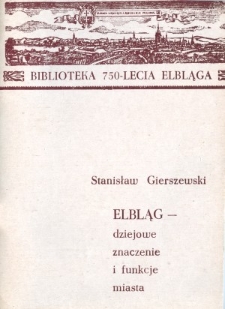 BIBLIOTEKA 750-LECIA ELBLĄGA
Stanisław Gierszewski
ELBLĄG —
dziejowe
znaczenie
i funkcje
miasta